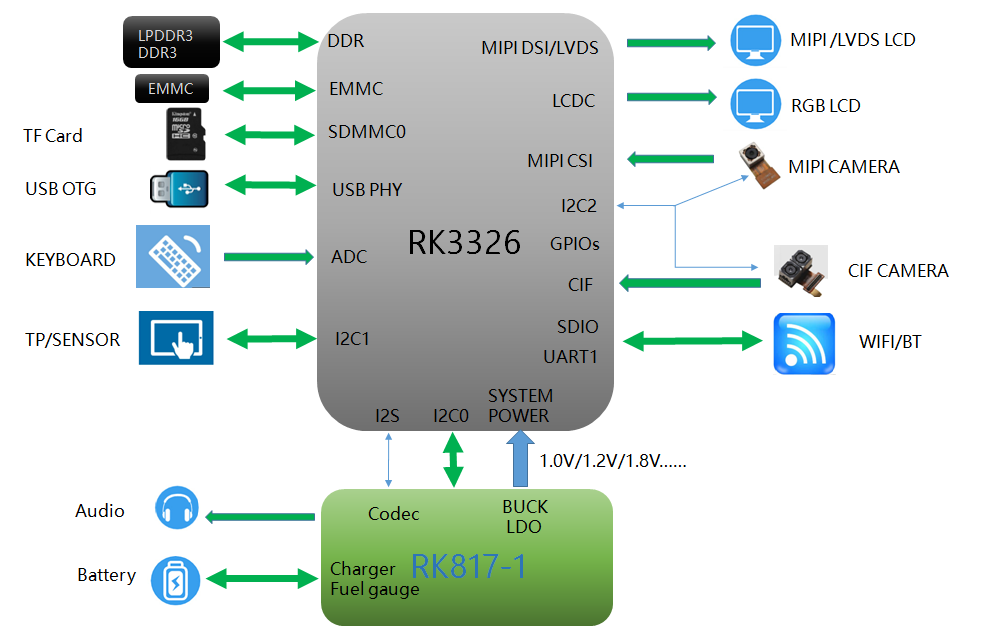 LPDDR3
DDR3
DDR
MIPI DSI/LVDS
MIPI /LVDS LCD
EMMC
EMMC
LCDC
RGB LCD
TF Card
16GB
micro
SDMMC0
MIPI CSI
MIPI CAMERA
USB OTG
USB PHY
I2C2
RK3326
GPIOs
KEYBOARD
ADC
CIF
CIF CAMERA
TP/SENSOR
I2C1
SDIO
UART1
WIFI/BT
I2S
I2C0
SYSTEM
POWER
1.0V/1.2V/1.8V......
Audio
Codec
BUCK
LDO
Battery
Charger
Fuel gauge
RK817-1